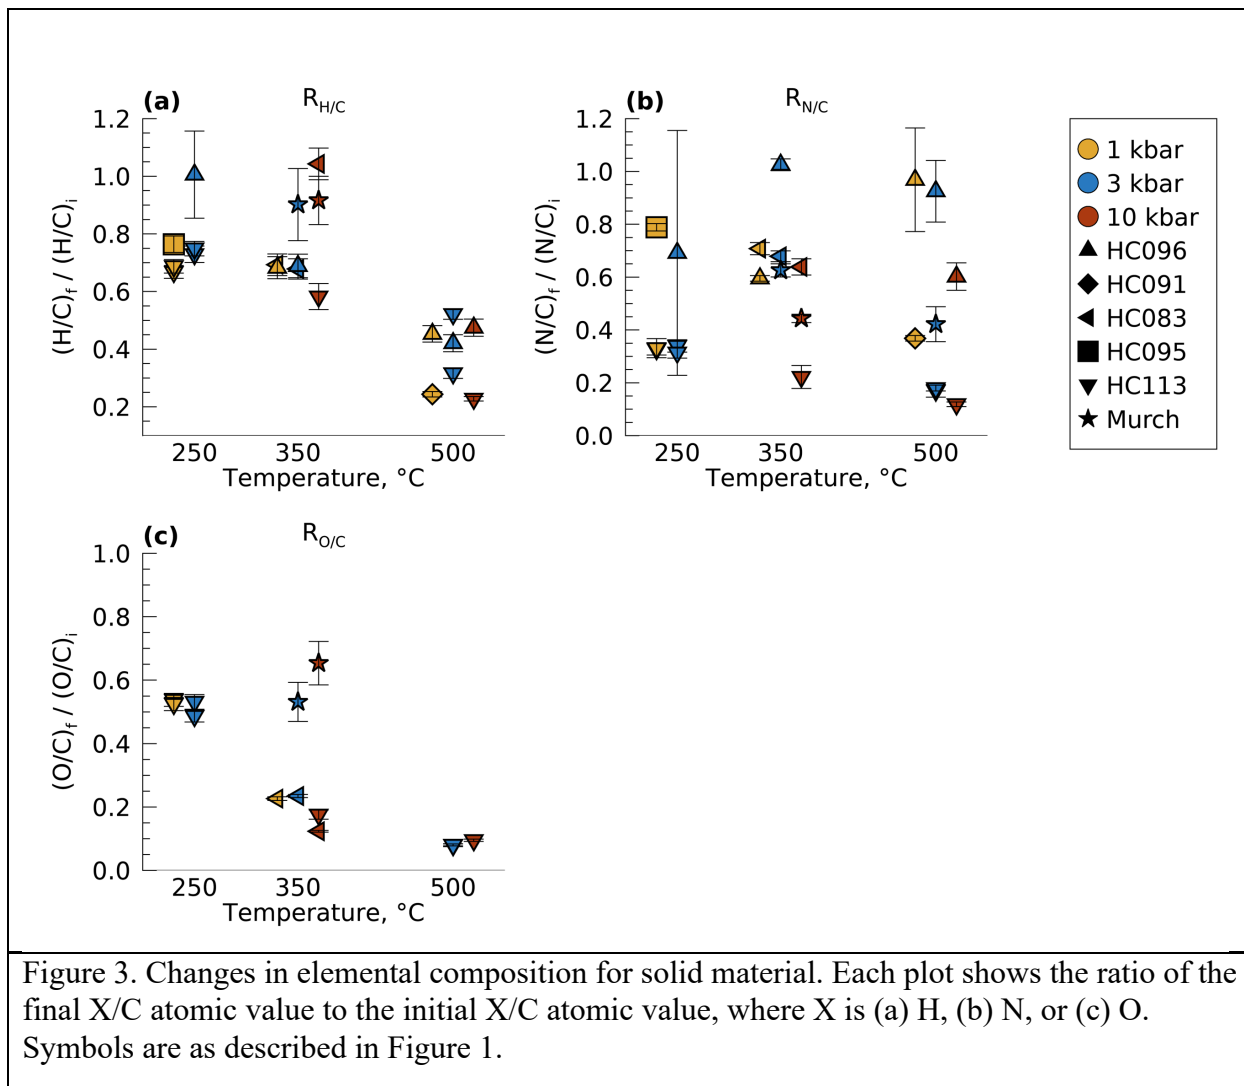 (a) R_H/C
1.2
1.0
0.8
0.6
0.4
0.2
(H/C)_f / (H/C)_i
250 350 500
Temperature, °C
(b) R_N/C
1.2
1.0
0.8
0.6
0.4
0.2
0.0
(N/C)_f / (N/C)_i
250 350 500
Temperature, °C
1 kbar
3 kbar
10 kbar
HC096
HC091
HC083
HC095
HC113
Murch
(c) R_O/C
1.0
0.8
0.6
0.4
0.2
0.0
(O/C)_f / (O/C)_i
250 350 500
Temperature, °C
Figure 3. Changes in elemental composition for solid material. Each plot shows the ratio of the
final X/C atomic value to the initial X/C atomic value, where X is (a) H, (b) N, or (c) O.
Symbols are as described in Figure 1.